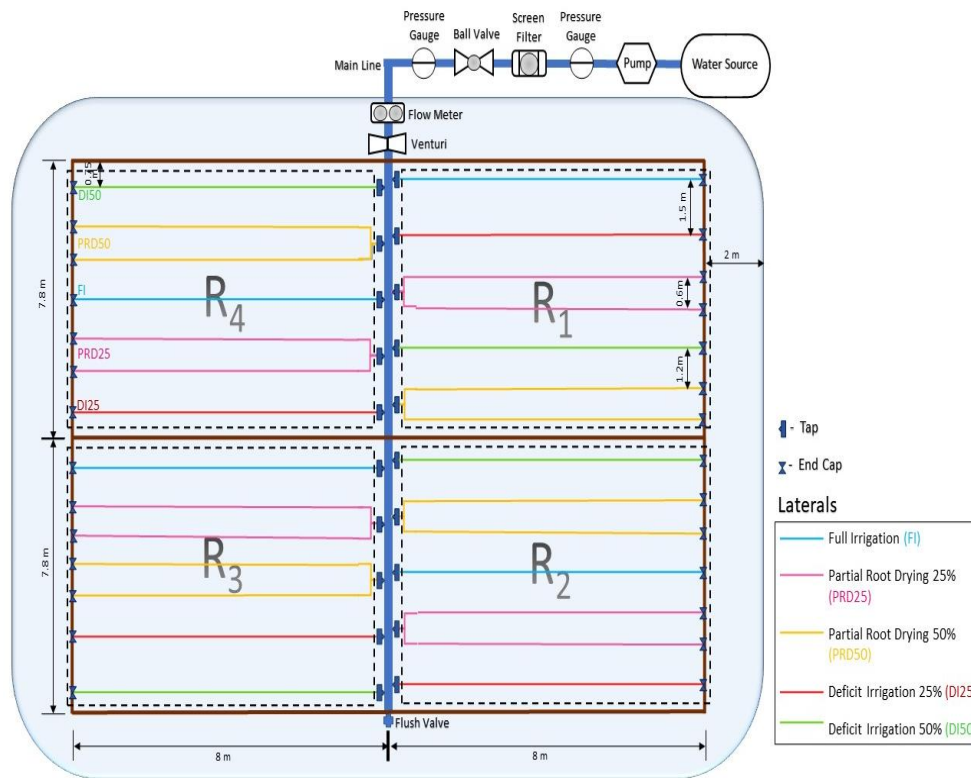 Pressure
Gauge
Ball Valve
Screen
Filter
Pressure
Gauge
Main Line
Pump
Water Source
Flow Meter
Venturi
0.75
m
DI50
PRD50
FI
R4
PRD25
DI25
7.8 m
1.5 m
2 m
0.6m
R1
1.2m
- Tap
- End Cap
7.8 m
R3
R2
Flush Valve
8 m
8 m
Laterals
Full Irrigation (FI)
Partial Root Drying 25%
(PRD25)
Partial Root Drying 50%
(PRD50)
Deficit Irrigation 25% (DI25
Deficit Irrigation 50% (DI50